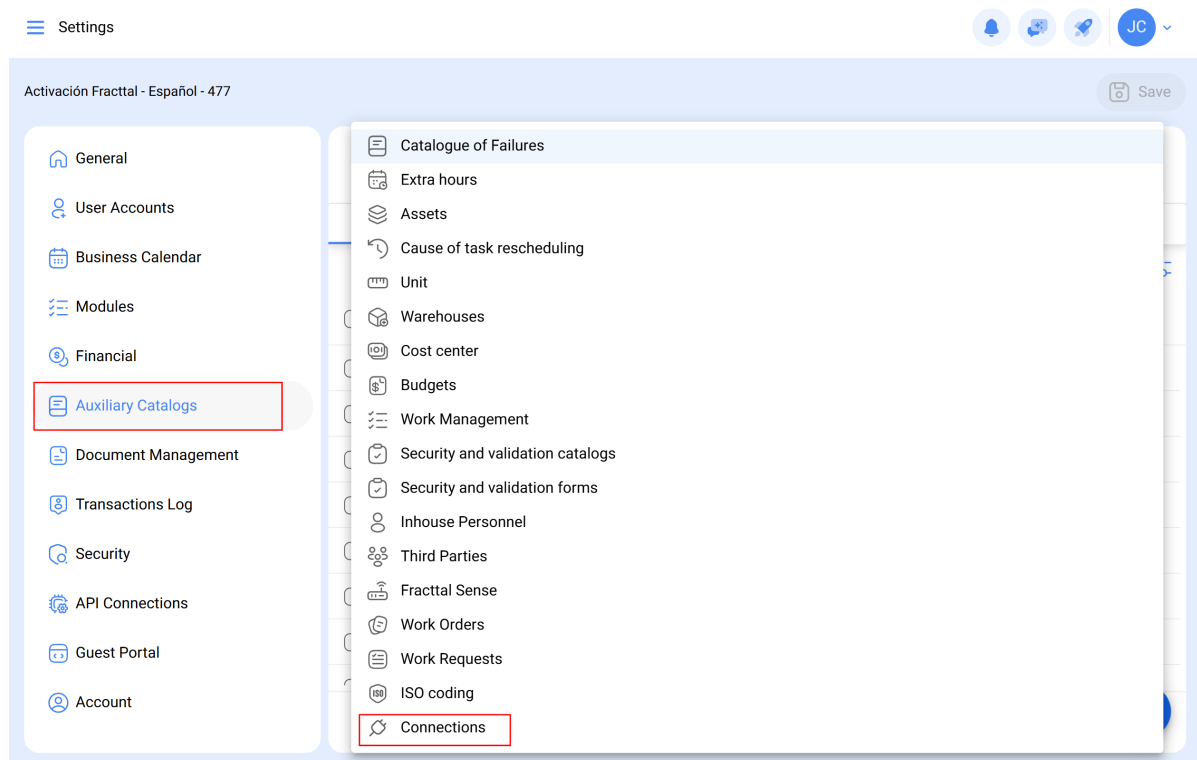 Settings
JC
Activación Fracttal - Español - 477
Save
General
User Accounts
Business Calendar
Modules
Financial
Auxiliary Catalogs
Document Management
Transactions Log
Security
API Connections
Guest Portal
Account
Catalogue of Failures
Extra hours
Assets
Cause of task rescheduling
Unit
Warehouses
Cost center
Budgets
Work Management
Security and validation catalogs
Security and validation forms
Inhouse Personnel
Third Parties
Fracttal Sense
Work Orders
Work Requests
ISO
ISO coding
Connections